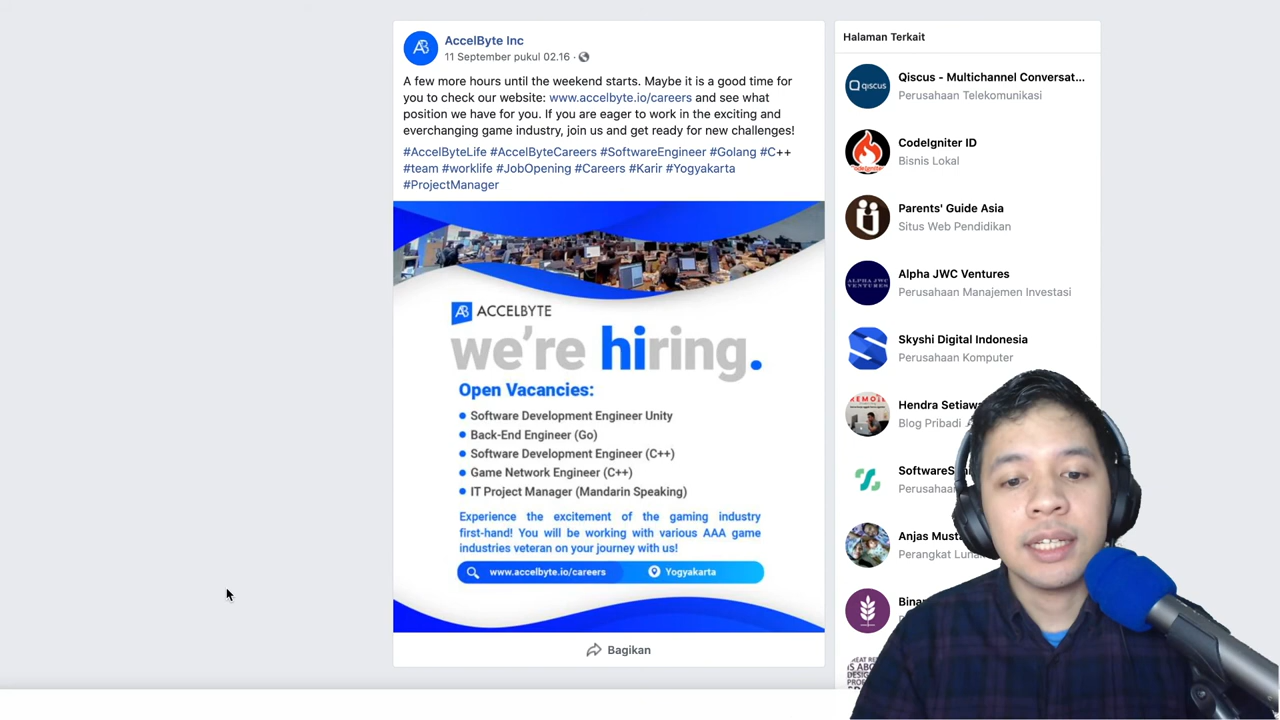 AccelByte Inc
11 September pukul 02.16
A few more hours until the weekend starts. Maybe it is a good time for
you to check our website: www.accelbyte.io/careers and see what
position we have for you. If you are eager to work in the exciting and
everchanging game industry, join us and get ready for new challenges!
#AccelByteLife #AccelByteCareers #SoftwareEngineer #Golang #C++
#team #worklife #JobOpening #Careers #Karir #Yogyakarta
#ProjectManager
ACCELBYTE
we're hiring.
Open Vacancies:
Software Development Engineer Unity
Back-End Engineer (Go)
Software Development Engineer (C++)
Game Network Engineer (C++)
IT Project Manager (Mandarin Speaking)
Experience the excitement of the gaming industry
first-hand! You will be working with various AAA game
industries veteran on your journey with us!
www.accelbyte.io/careers
Yogyakarta
Bagikan
Halaman Terkait
qiscus
Qiscus - Multichannel Conversat...
Perusahaan Telekomunikasi
CodeIgniter ID
Bisnis Lokal
Parents' Guide Asia
Situs Web Pendidikan
ALPHA JWC
VENTURES
Alpha JWC Ventures
Perusahaan Manajemen Investasi
Skyshi Digital Indonesia
Perusahaan Komputer
Hendra
Blog Pribadi
Anjas